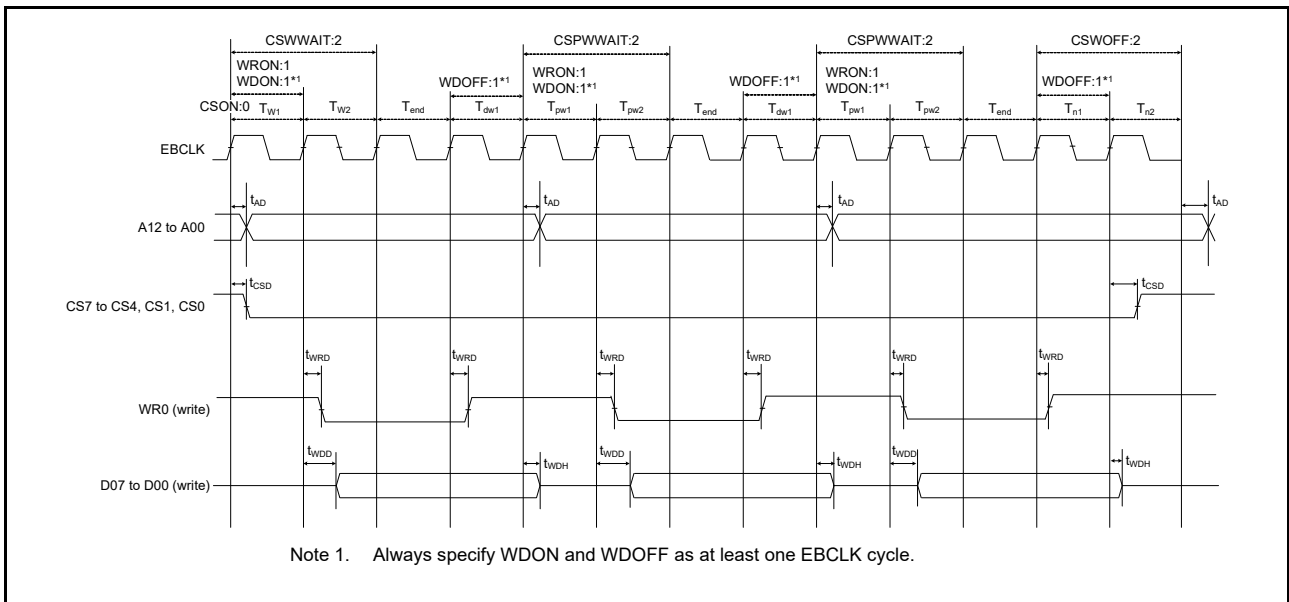 CSWWAIT:2 CSPWWAIT:2 CSPWWAIT:2 CSWOFF:2
WRON:1 WRON:1 WRON:1
WDON:1*1 WDOFF:1*1 WDON:1*1 WDOFF:1*1 WDON:1*1 WDOFF:1*1
CSON:0 TW1 TW2 Tend Tdw1 Tpw1 Tpw2 Tend Tdw1 Tpw1 Tpw2 Tend Tn1 Tn2
EBCLK
tAD tAD tAD tAD
A12 to A00
tCSD tCSD
CS7 to CS4, CS1, CS0
tWRD tWRD tWRD tWRD tWRD tWRD
WR0 (write)
tWDD tWDH tWDD tWDH tWDD tWDH
D07 to D00 (write)
Note 1. Always specify WDON and WDOFF as at least one EBCLK cycle.